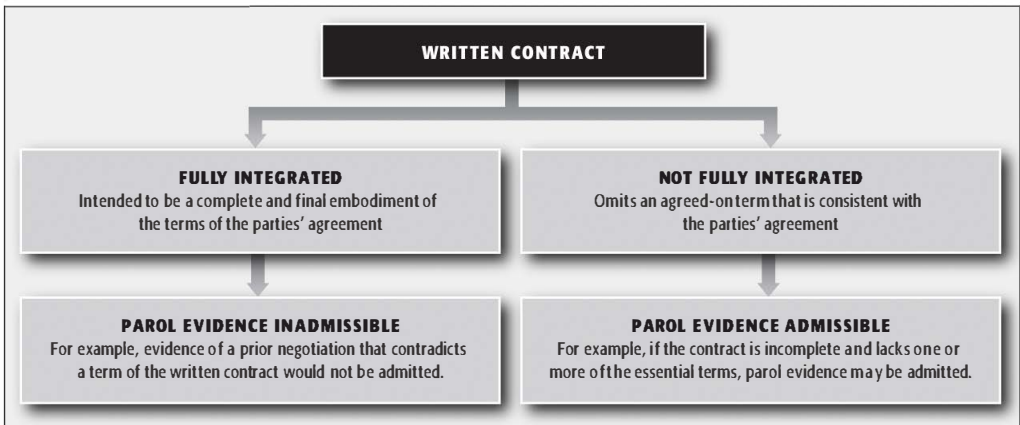 WRITTEN CONTRACT
FULLY INTEGRATED
Intended to be a complete and final embodiment of
the terms of the parties’ agreement
NOT FULLY INTEGRATED
Omits an agreed-on term that is consistent with
the parties’ agreement
PAROL EVIDENCE INADMISSIBLE
For example, evidence of a prior negotiation that contradicts
a term of the written contract would not be admitted.
PAROL EVIDENCE ADMISSIBLE
For example, if the contract is incomplete and lacks one or
more of the essential terms, parol evidence may be admitted.